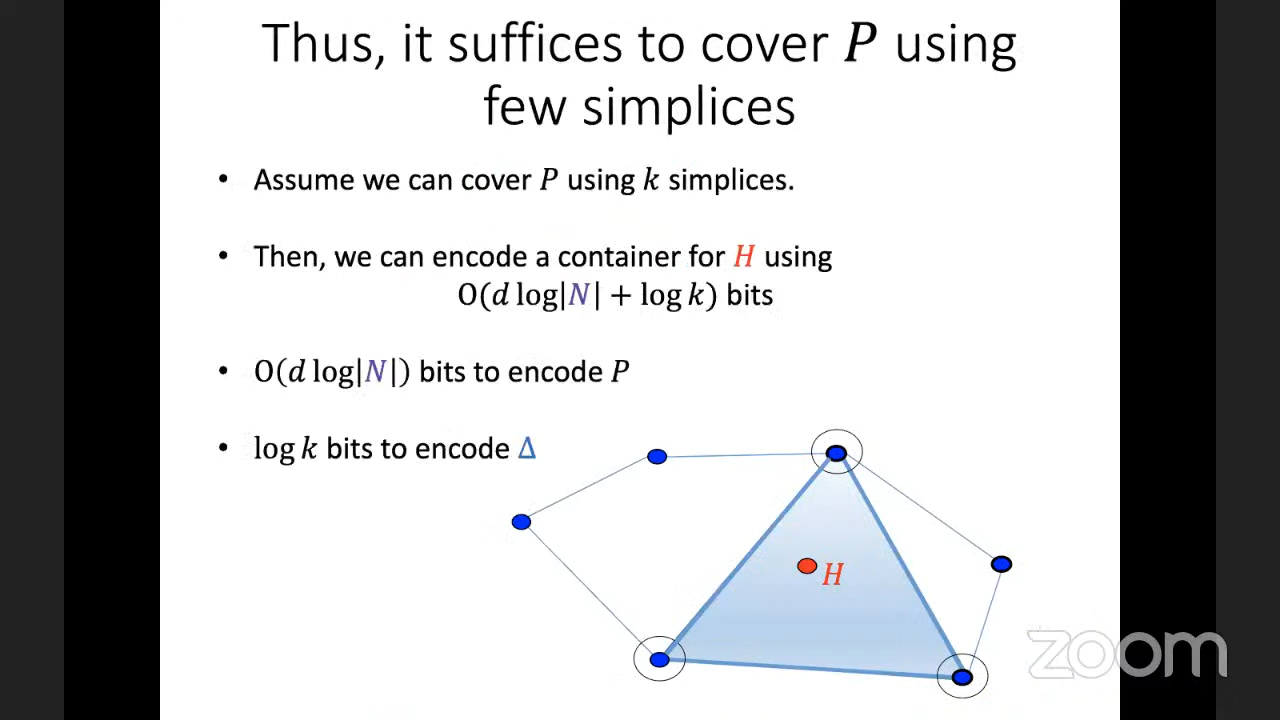 Thus, it suffices to cover P using
few simplices
• Assume we can cover P using k simplices.
• Then, we can encode a container for H using
O(d log|N| + log k) bits
• O(d log|N|) bits to encode P
• log k bits to encode Δ
H
zoom